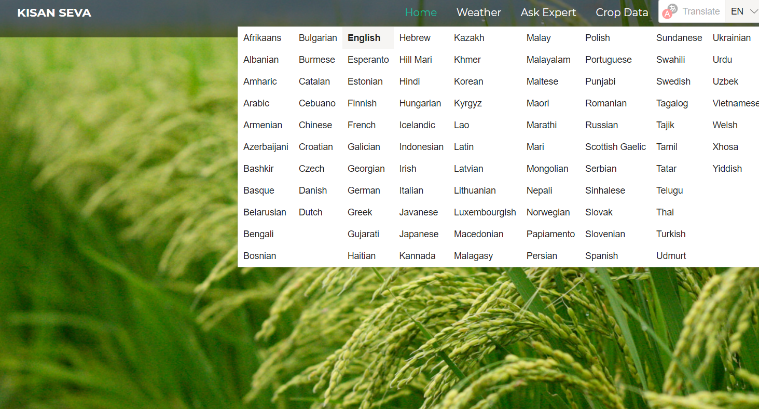 KISAN SEVA
Home Weather Ask Expert Crop Data Translate EN
Afrikaans Bulgarian English Hebrew Kazakh Malay Polish Sundanese Ukrainian
Albanian Burmese Esperanto Hill Mari Khmer Malayalam Portuguese Swahili Urdu
Amharic Catalan Estonian Hindi Korean Maltese Punjabi Swedish Uzbek
Arabic Cebuano Finnish Hungarian Kyrgyz Maori Romanian Tagalog Vietnamese
Armenian Chinese French Icelandic Lao Marathi Russian Tajik Welsh
Azerbaijani Croatian Galician Indonesian Latin Mari Scottish Gaelic Tamil Xhosa
Bashkir Czech Georgian Irish Latvian Mongolian Serbian Tatar Yiddish
Basque Danish German Italian Lithuanian Nepali Sinhalese Telugu
Belarusian Dutch Greek Javanese Luxembourgish Norwegian Slovak Thai
Bengali Gujarati Japanese Macedonian Papiamento Slovenian Turkish
Bosnian Haitian Kannada Malagasy Persian Spanish Udmurt